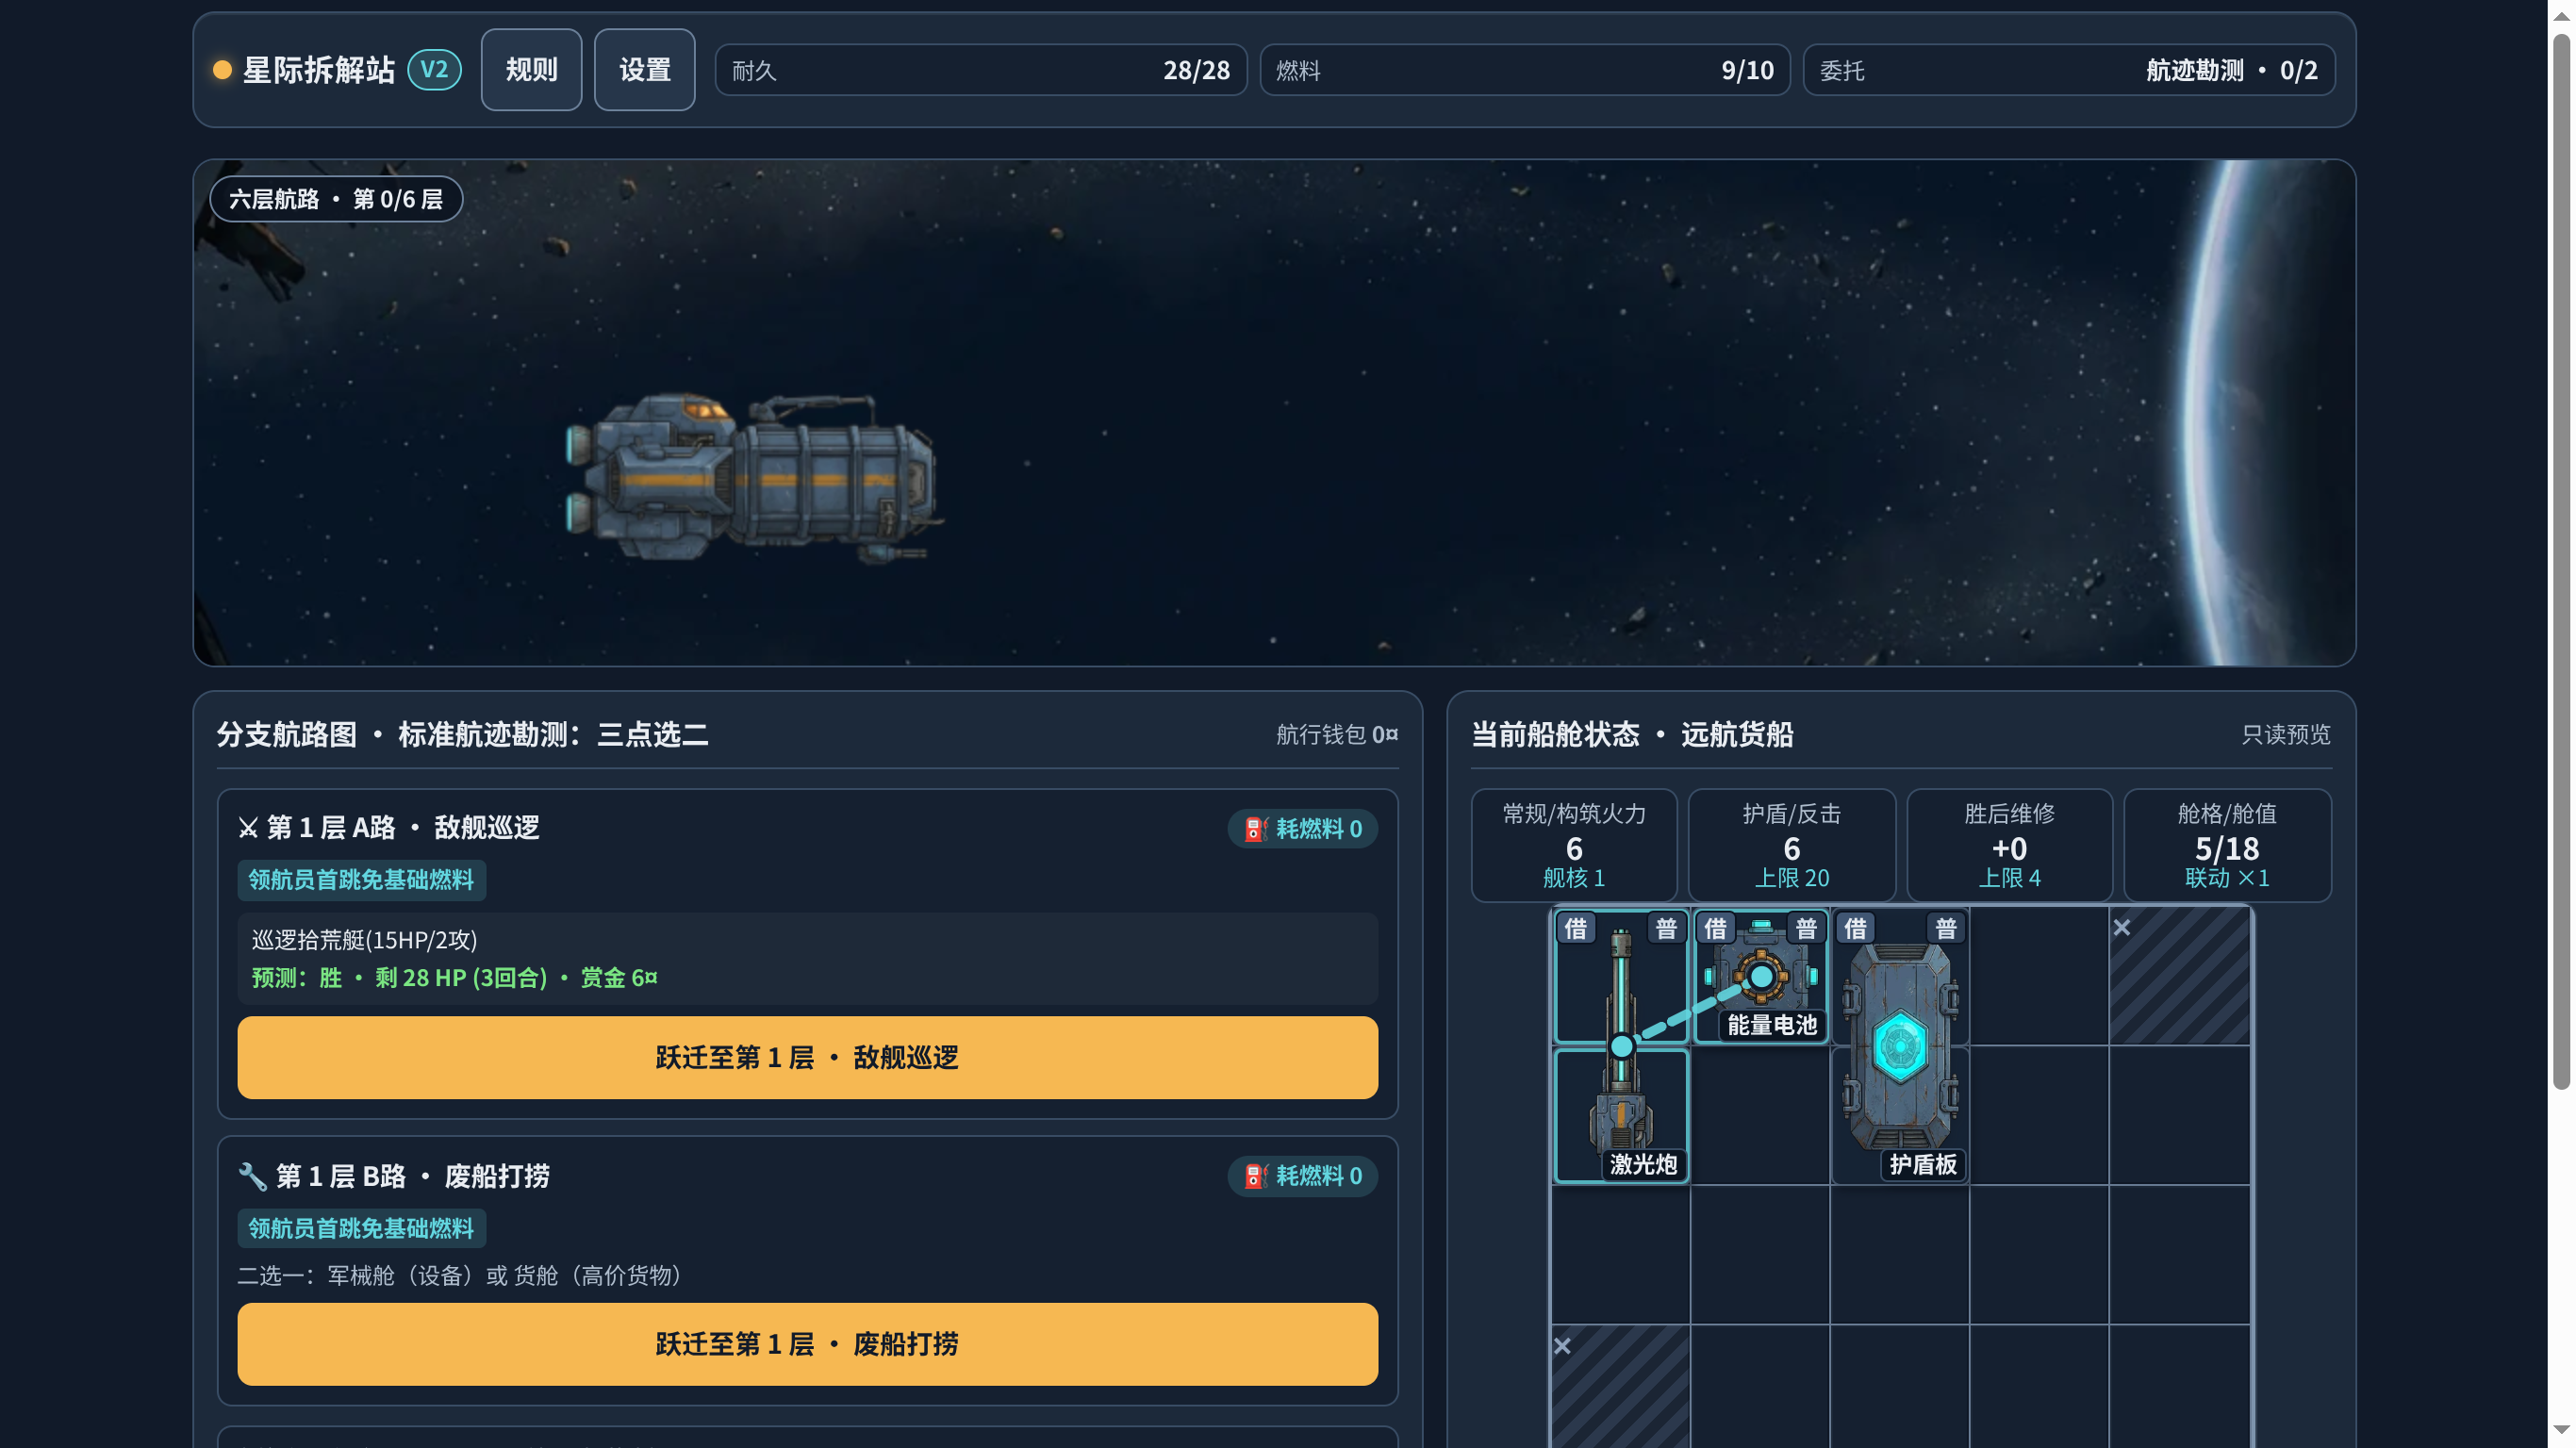 星际拆解站 V2 规则 设置 耐久 28/28 燃料 9/10 委托 航迹勘测 · 0/2
六层航路 · 第 0/6 层
分支航路图 · 标准航迹勘测：三点选二 航行钱包 0¤
⚔ 第 1 层 A路 · 敌舰巡逻 ⛽ 耗燃料 0
领航员首跳免基础燃料
巡逻拾荒艇(15HP/2攻)
预测：胜 · 剩 28 HP (3回合) · 赏金 6¤
跃迁至第 1 层 · 敌舰巡逻
🔧 第 1 层 B路 · 废船打捞 ⛽ 耗燃料 0
领航员首跳免基础燃料
二选一：军械舱（设备）或 货舱（高价货物）
跃迁至第 1 层 · 废船打捞
当前船舱状态 · 远航货船 只读预览
常规/构筑火力 护盾/反击 胜后维修 舱格/舱值
6 6 +0 5/18
舰核 1 上限 20 上限 4 联动 ×1
借 普 借 普 借 普 ×
能量电池
激光炮 护盾板
×